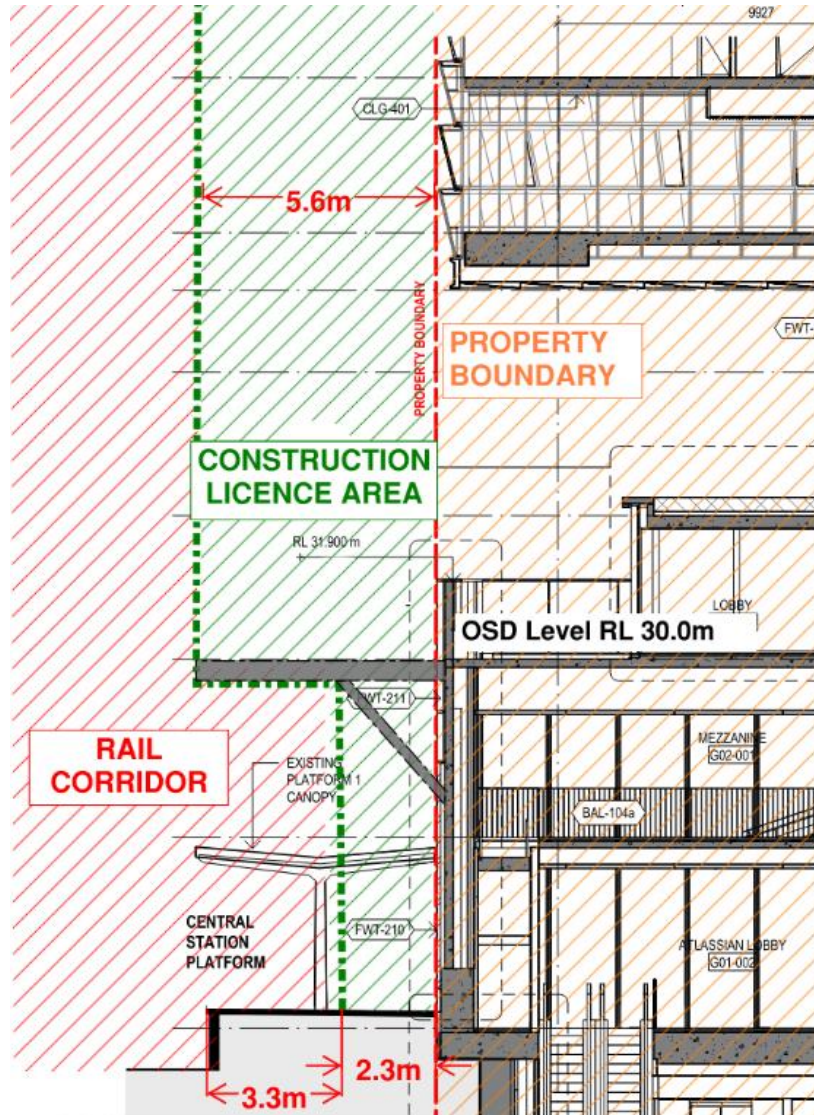 9927
CLG-401
5.6m
PROPERTY BOUNDARY
PROPERTY
BOUNDARY
FWT-
CONSTRUCTION
LICENCE AREA
RL 31.900 m
LOBBY
OSD Level RL 30.0m
FWT-211
RAIL
CORRIDOR
EXISTING
PLATFORM 1
CANOPY
MEZZANINE
G02-001
BAL-104a
CENTRAL
STATION
PLATFORM
FWT-210
ATLASSIAN LOBBY
G01-002
2.3m
3.3m